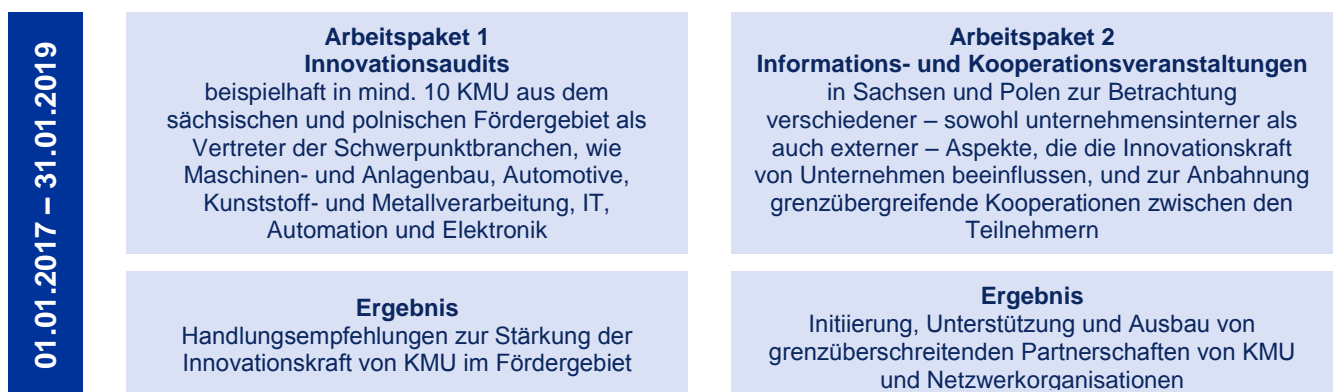 01.01.2017 – 31.01.2019
Arbeitspaket 1
Innovationsaudits
beispielhaft in mind. 10 KMU aus dem
sächsischen und polnischen Fördergebiet als
Vertreter der Schwerpunktbranchen, wie
Maschinen- und Anlagenbau, Automotive,
Kunststoff- und Metallverarbeitung, IT,
Automation und Elektronik
Ergebnis
Handlungsempfehlungen zur Stärkung der
Innovationskraft von KMU im Fördergebiet
Arbeitspaket 2
Informations- und Kooperationsveranstaltungen
in Sachsen und Polen zur Betrachtung
verschiedener – sowohl unternehmensinterner als
auch externer – Aspekte, die die Innovationskraft
von Unternehmen beeinflussen, und zur Anbahnung
grenzübergreifende Kooperationen zwischen den
Teilnehmern
Ergebnis
Initiierung, Unterstützung und Ausbau von
grenzüberschreitenden Partnerschaften von KMU
und Netzwerkorganisationen